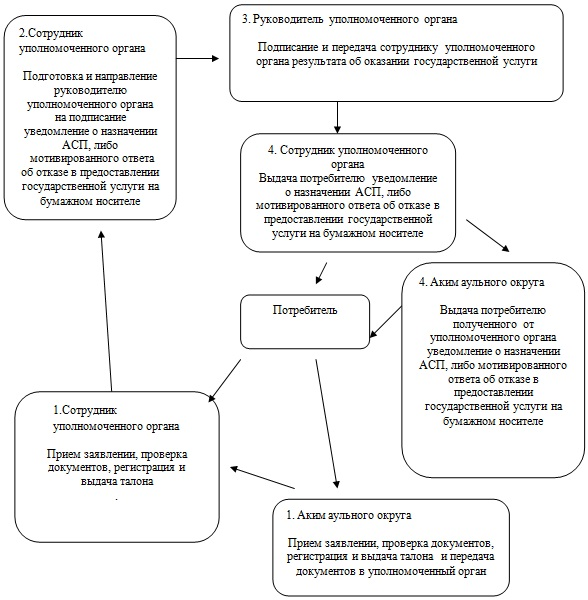 2.Сотрудник
уполномоченного органа
Подготовка и направление
руководителю
уполномоченного органа
на подписание
уведомление о назначении
АСП, либо
мотивированного ответа
об отказе в предоставлении
государственной услуги на
бумажном носителе
3. Руководитель уполномоченного органа
Подписание и передача сотруднику уполномоченного
органа результата об оказании государственной услуги
4. Сотрудник уполномоченного
органа
Выдача потребителю уведомление
о назначении АСП, либо
мотивированного ответа об отказе в
предоставлении государственной
услуги на бумажном носителе
4. Аким аульного округа
Выдача потребителю
полученного от
уполномоченного органа
уведомление о назначении
АСП, либо мотивированного
ответа об отказе в
предоставлении
государственной услуги на
бумажном носителе
Потребитель
1.Сотрудник
уполномоченного органа
Прием заявлении, проверка
документов, регистрация и
выдача талона
.
1. Аким аульного округа
Прием заявлении, проверка документов,
регистрация и выдача талона и передача
документов в уполномоченный орган